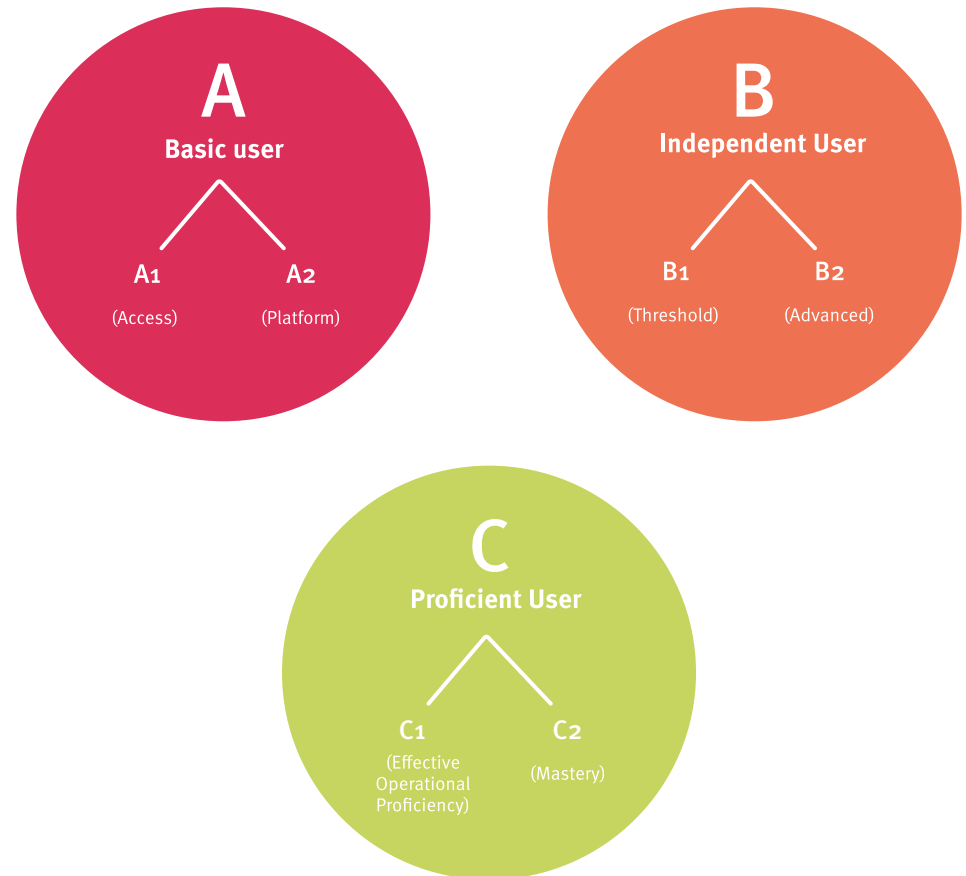 A
Basic user
A1
A2
(Access)
(Platform)
B
Independent User
B1
B2
(Threshold)
(Advanced)
C
Proficient User
C1
C2
(Effective
Operational
Proficiency)
(Mastery)